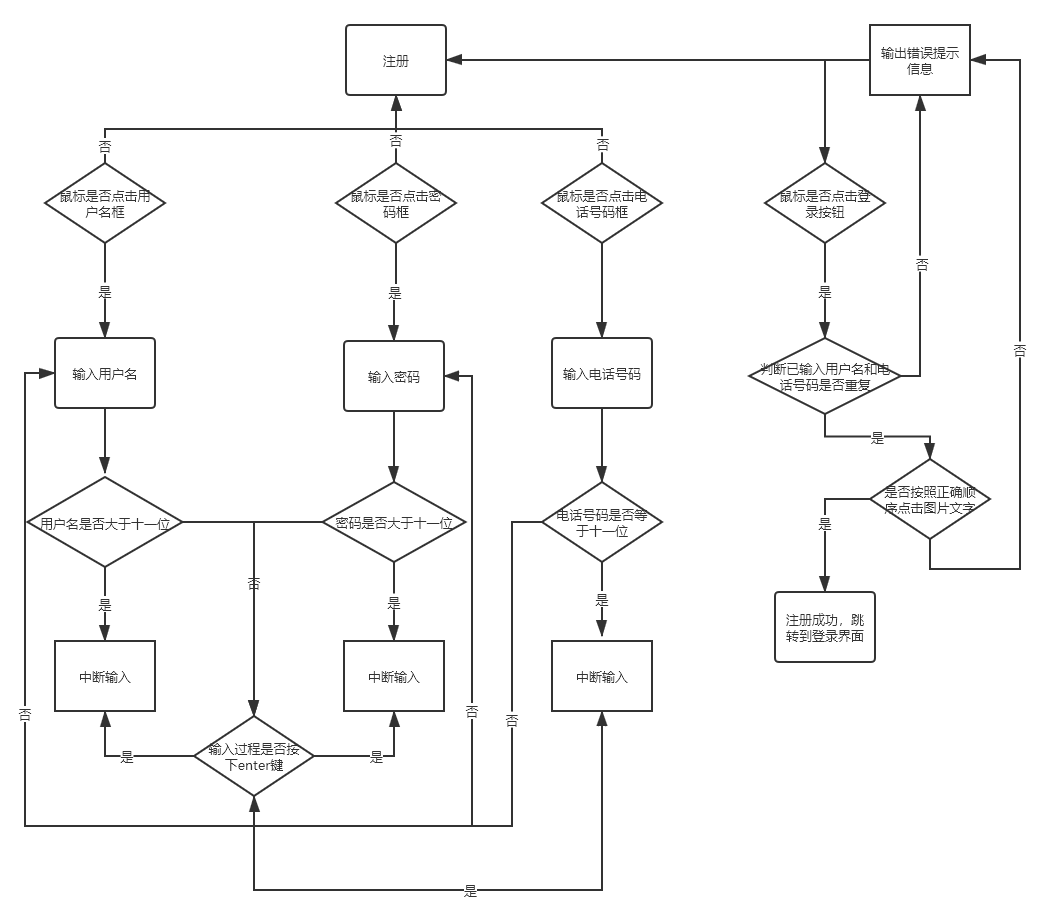 注册
输出错误提示
信息
否
否
否
鼠标是否点击用
户名框
鼠标是否点击密
码框
鼠标是否点击电
话号码框
鼠标是否点击登
录按钮
否
是
是
是
否
输入用户名
输入密码
输入电话号码
判断已输入用户名和电
话号码是否重复
是
是否按照正确顺
序点击图片文字
用户名是否大于十一位
密码是否大于十一位
电话号码是否等
于十一位
是
否
是
是
是
注册成功，跳
转到登录界面
中断输入
中断输入
中断输入
否
否
否
输入过程是否按
下enter键
是
是
是